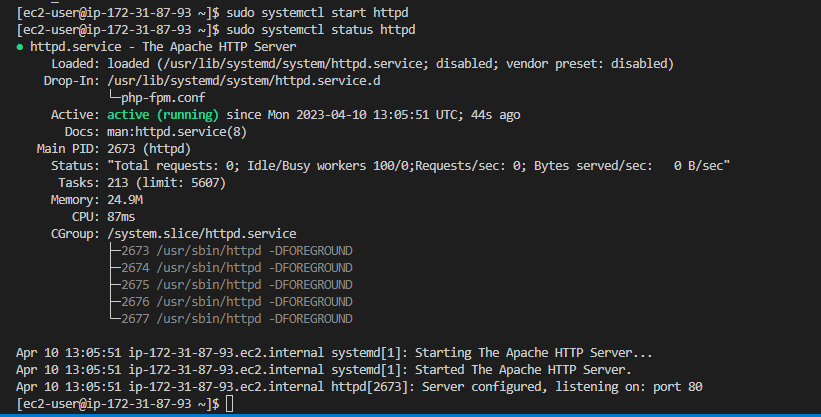 [ec2-user@ip-172-31-87-93 ~]$ sudo systemctl start httpd
[ec2-user@ip-172-31-87-93 ~]$ sudo systemctl status httpd
● httpd.service - The Apache HTTP Server
     Loaded: loaded (/usr/lib/systemd/system/httpd.service; disabled; vendor preset: disabled)
    Drop-In: /usr/lib/systemd/system/httpd.service.d
             └─php-fpm.conf
     Active: active (running) since Mon 2023-04-10 13:05:51 UTC; 44s ago
       Docs: man:httpd.service(8)
   Main PID: 2673 (httpd)
     Status: "Total requests: 0; Idle/Busy workers 100/0;Requests/sec: 0; Bytes served/sec:   0 B/sec"
      Tasks: 213 (limit: 5607)
     Memory: 24.9M
        CPU: 87ms
     CGroup: /system.slice/httpd.service
             ├─2673 /usr/sbin/httpd -DFOREGROUND
             ├─2674 /usr/sbin/httpd -DFOREGROUND
             ├─2675 /usr/sbin/httpd -DFOREGROUND
             ├─2676 /usr/sbin/httpd -DFOREGROUND
             └─2677 /usr/sbin/httpd -DFOREGROUND

Apr 10 13:05:51 ip-172-31-87-93.ec2.internal systemd[1]: Starting The Apache HTTP Server...
Apr 10 13:05:51 ip-172-31-87-93.ec2.internal systemd[1]: Started The Apache HTTP Server.
Apr 10 13:05:51 ip-172-31-87-93.ec2.internal httpd[2673]: Server configured, listening on: port 80
[ec2-user@ip-172-31-87-93 ~]$